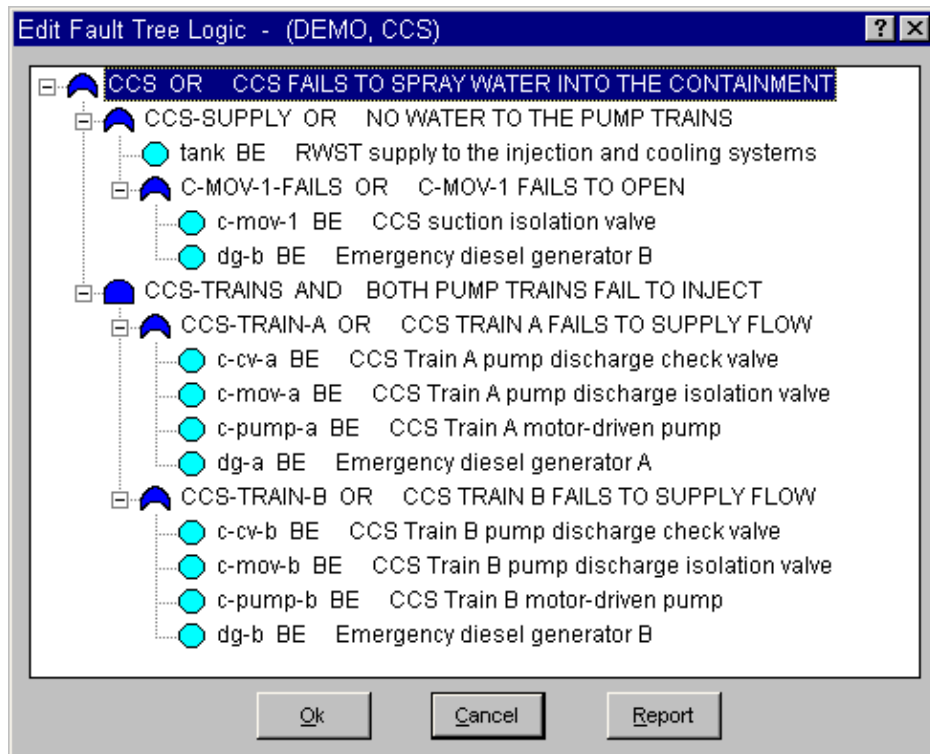 Edit Fault Tree Logic - (DEMO, CCS)
CCS OR CCS FAILS TO SPRAY WATER INTO THE CONTAINMENT
CCS-SUPPLY OR NO WATER TO THE PUMP TRAINS
tank BE RWST supply to the injection and cooling systems
C-MOV-1-FAILS OR C-MOV-1 FAILS TO OPEN
c-mov-1 BE CCS suction isolation valve
dg-b BE Emergency diesel generator B
CCS-TRAINS AND BOTH PUMP TRAINS FAIL TO INJECT
CCS-TRAIN-A OR CCS TRAIN A FAILS TO SUPPLY FLOW
c-cv-a BE CCS Train A pump discharge check valve
c-mov-a BE CCS Train A pump discharge isolation valve
c-pump-a BE CCS Train A motor-driven pump
dg-a BE Emergency diesel generator A
CCS-TRAIN-B OR CCS TRAIN B FAILS TO SUPPLY FLOW
c-cv-b BE CCS Train B pump discharge check valve
c-mov-b BE CCS Train B pump discharge isolation valve
c-pump-b BE CCS Train B motor-driven pump
dg-b BE Emergency diesel generator B
Ok Cancel Report